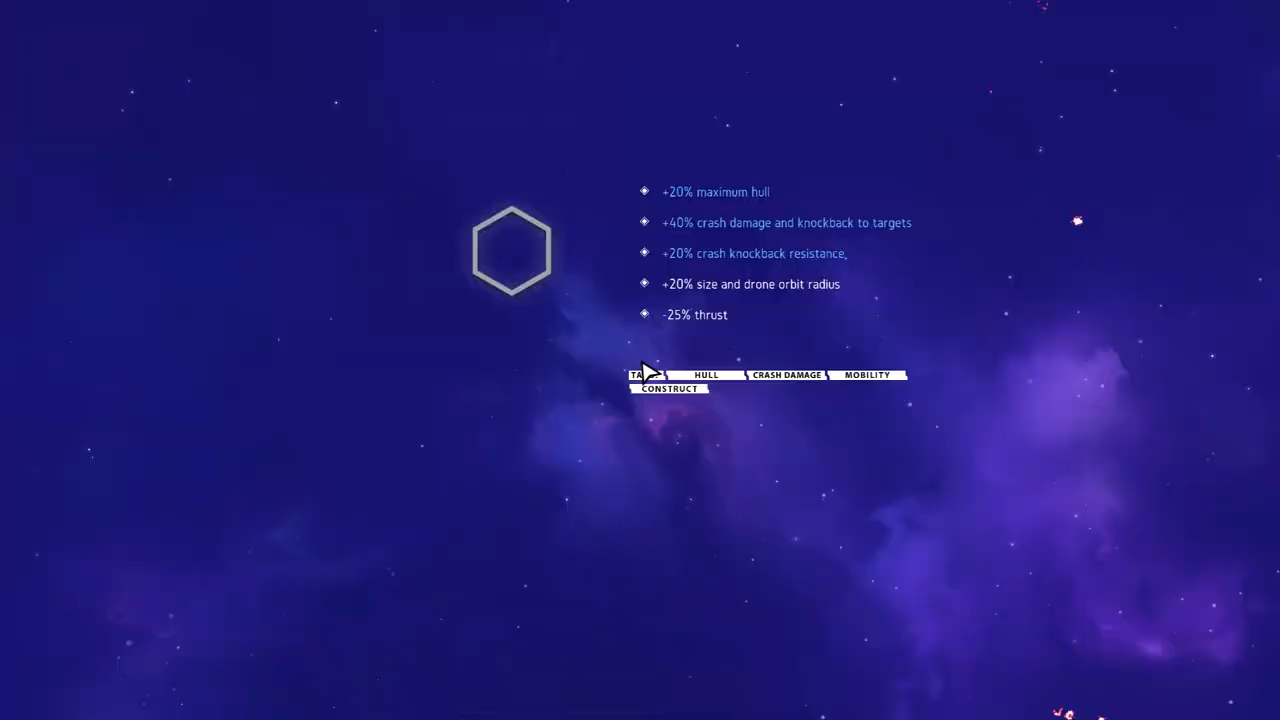 +20% maximum hull
+40% crash damage and knockback to targets
+20% crash knockback resistance.
+20% size and drone orbit radius
-25% thrust
HULL CRASH DAMAGE MOBILITY
CONSTRUCT